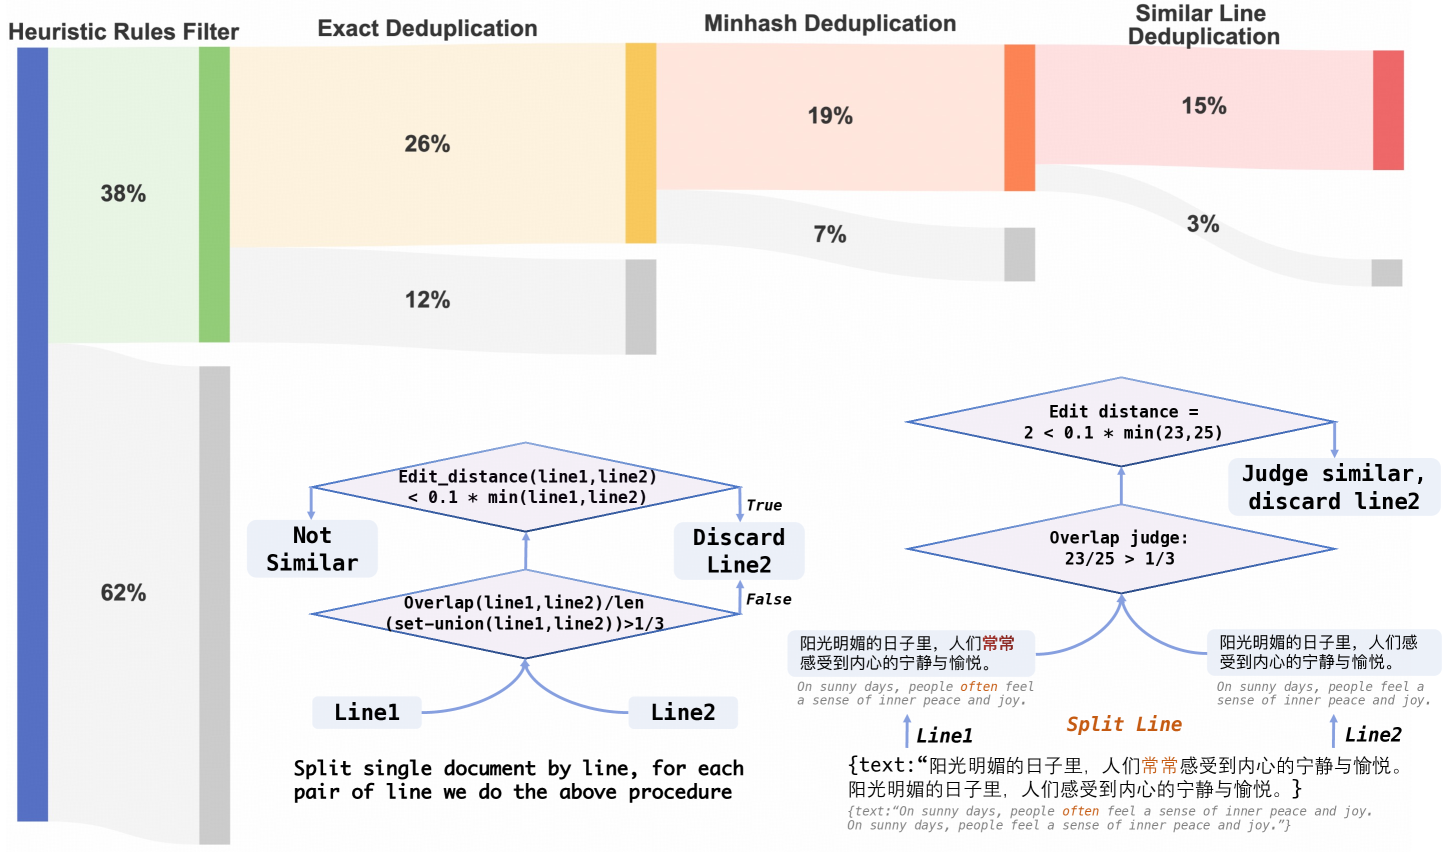 Heuristic Rules Filter
Exact Deduplication
Minhash Deduplication
Similar Line
Deduplication
38%
26%
19%
15%
12%
7%
3%
62%
Edit_distance(line1,line2)
< 0.1 * min(line1,line2)
True
Not
Similar
Discard
Line2
Overlap(line1,line2)/len
(set-union(line1,line2))>1/3
False
Line1
Line2
Split single document by line, for each
pair of line we do the above procedure
Edit distance =
2 < 0.1 * min(23,25)
Judge similar,
discard line2
Overlap judge:
23/25 > 1/3
阳光明媚的日子里，人们常常
感受到内心的宁静与愉悦。
On sunny days, people often feel
a sense of inner peace and joy.
阳光明媚的日子里，人们感
受到内心的宁静与愉悦。
On sunny days, people feel a
sense of inner peace and joy.
Split Line
Line1
Line2
{text:“阳光明媚的日子里，人们常常感受到内心的宁静与愉悦。
阳光明媚的日子里，人们感受到内心的宁静与愉悦。}
{text:“On sunny days, people often feel a sense of inner peace and joy.
On sunny days, people feel a sense of inner peace and joy.”}